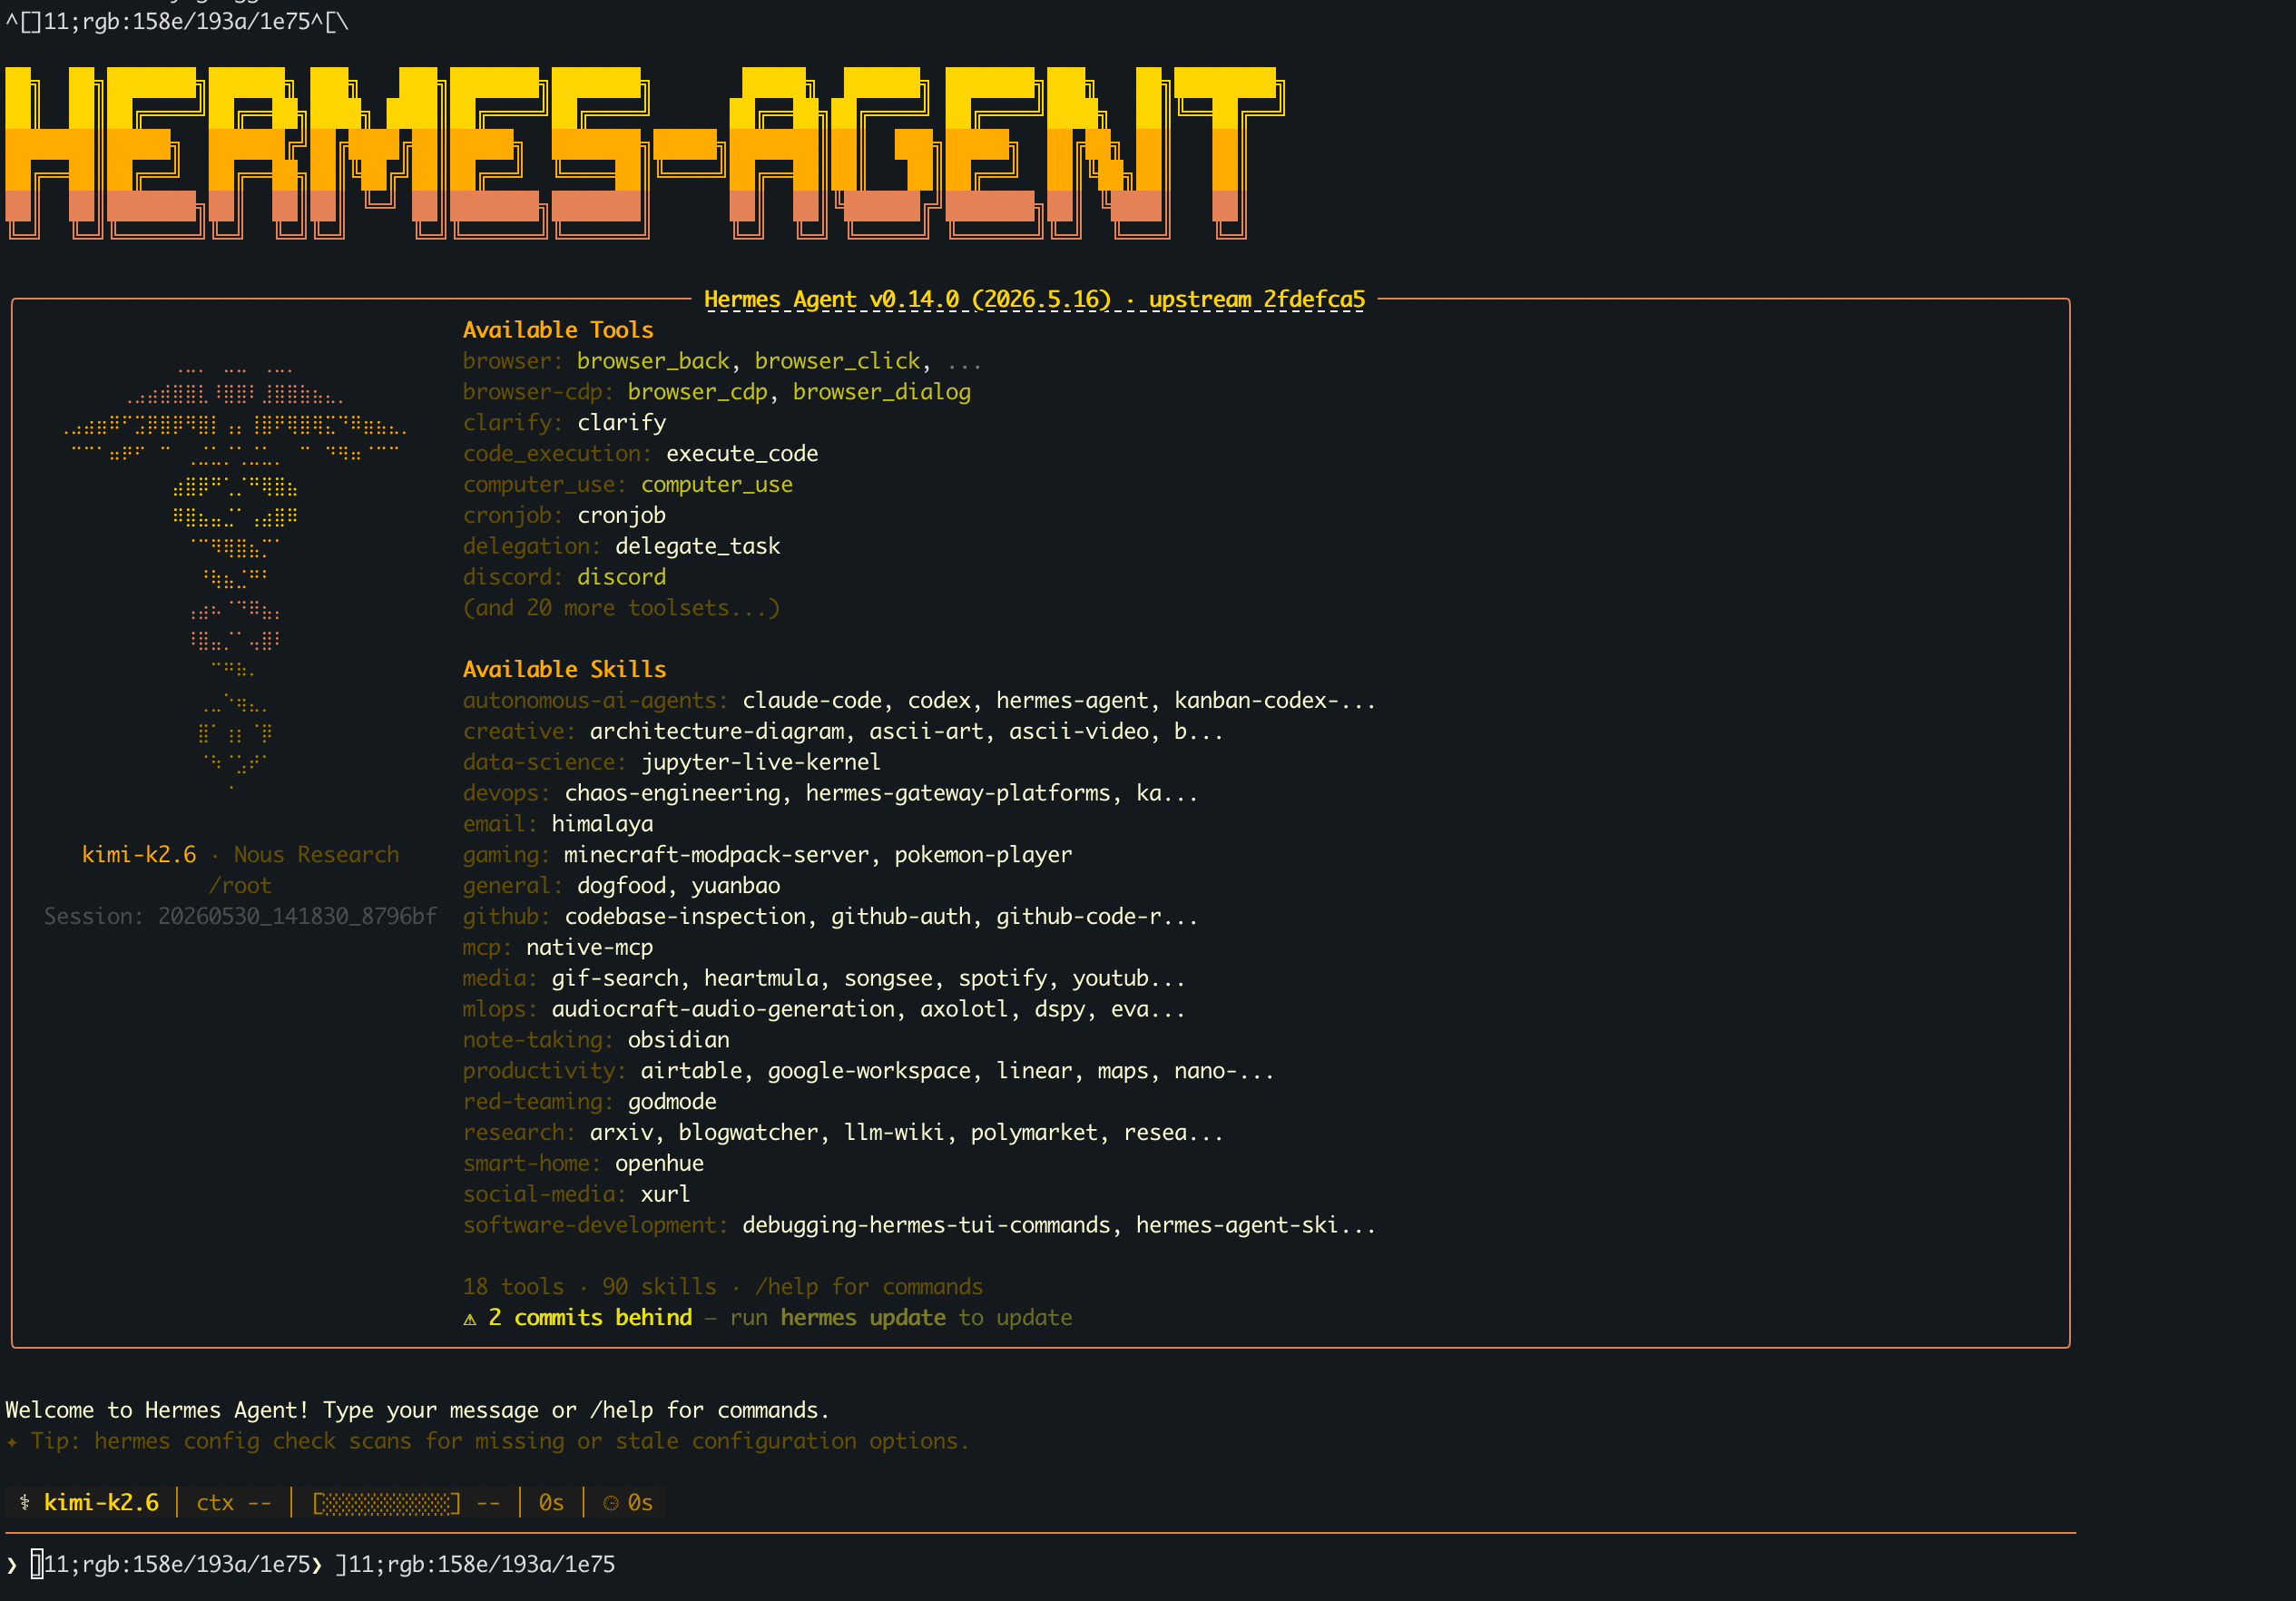 ^[]11;rgb:158e/193a/1e75^[\
HERMES-AGENT
Hermes Agent v0.14.0 (2026.5.16) · upstream 2fdefca5
Available Tools
browser: browser_back, browser_click, ...
browser-cdp: browser_cdp, browser_dialog
clarify: clarify
code_execution: execute_code
computer_use: computer_use
cronjob: cronjob
delegation: delegate_task
discord: discord
(and 20 more toolsets...)
Available Skills
autonomous-ai-agents: claude-code, codex, hermes-agent, kanban-codex-...
creative: architecture-diagram, ascii-art, ascii-video, b...
data-science: jupyter-live-kernel
devops: chaos-engineering, hermes-gateway-platforms, ka...
email: himalaya
kimi-k2.6 · Nous Research
/root
Session: 20260530_141830_8796bf
gaming: minecraft-modpack-server, pokemon-player
general: dogfood, yuanbao
github: codebase-inspection, github-auth, github-code-r...
mcp: native-mcp
media: gif-search, heartmula, songsee, spotify, youtub...
mlops: audiocraft-audio-generation, axolotl, dspy, eva...
note-taking: obsidian
productivity: airtable, google-workspace, linear, maps, nano-...
red-teaming: godmode
research: arxiv, blogwatcher, llm-wiki, polymarket, resea...
smart-home: openhue
social-media: xurl
software-development: debugging-hermes-tui-commands, hermes-agent-ski...
18 tools · 90 skills · /help for commands
⚠ 2 commits behind — run hermes update to update
Welcome to Hermes Agent! Type your message or /help for commands.
✦ Tip: hermes config check scans for missing or stale configuration options.
⚕ kimi-k2.6 │ ctx -- │ [░░░░░░░░░░] -- │ 0s │ ⏲ 0s
❯ ]11;rgb:158e/193a/1e75❯ ]11;rgb:158e/193a/1e75